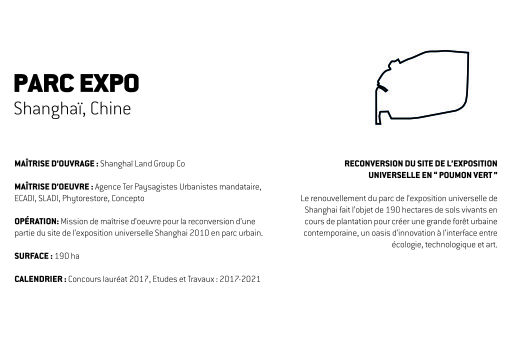 PARC EXPO
Shanghaï, Chine
MAÎTRISE D'OUVRAGE : Shanghaï Land Group Co
MAÎTRISE D'OEUVRE : Agence Ter Paysagistes Urbanistes mandataire,
ECADI, SLADI, Phytorestore, Concepto
OPÉRATION: Mission de maîtrise d'oeuvre pour la reconversion d'une
partie du site de l'exposition universelle Shanghai 2010 en parc urbain.
SURFACE : 190 ha
CALENDRIER : Concours lauréat 2017, Etudes et Travaux : 2017-2021
RECONVERSION DU SITE DE L'EXPOSITION
UNIVERSELLE EN " POUMON VERT "
Le renouvellement du parc de l'exposition universelle de
Shanghai fait l'objet de 190 hectares de sols vivants en
cours de plantation pour créer une grande forêt urbaine
contemporaine, un oasis d'innovation à l'interface entre
écologie, technologique et art.